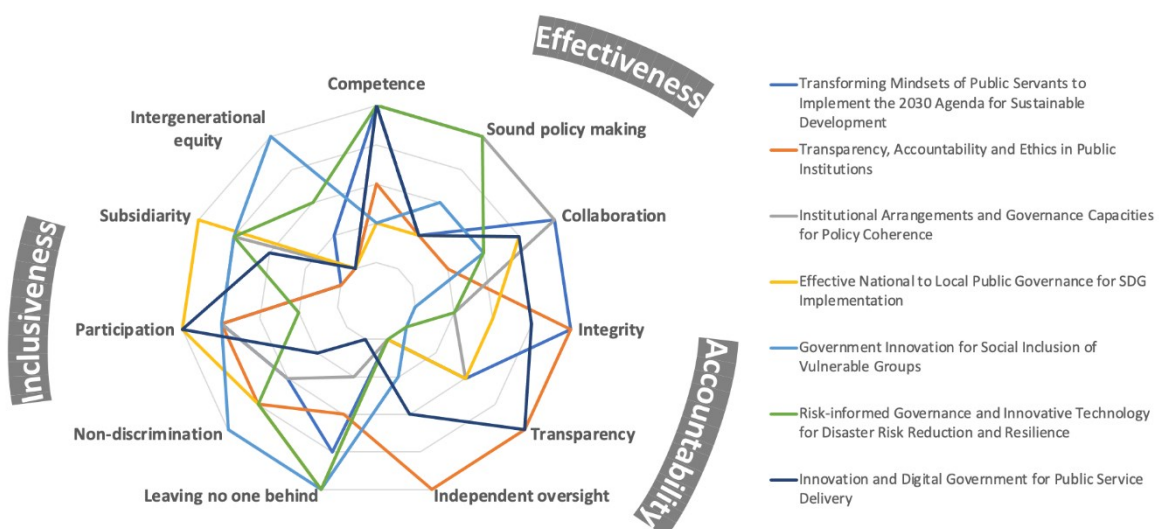 Effectiveness
Competence
Intergenerational
equity
Sound policy making
Subsidiarity
Collaboration
Inclusiveness
Participation
Integrity
Accountability
Non-discrimination
Transparency
Leaving no one behind
Independent oversight
Transforming Mindsets of Public Servants to
Implement the 2030 Agenda for Sustainable
Development
Transparency, Accountability and Ethics in Public
Institutions
Institutional Arrangements and Governance Capacities
for Policy Coherence
Effective National to Local Public Governance for SDG
Implementation
Government Innovation for Social Inclusion of
Vulnerable Groups
Risk-informed Governance and Innovative Technology
for Disaster Risk Reduction and Resilience
Innovation and Digital Government for Public Service
Delivery